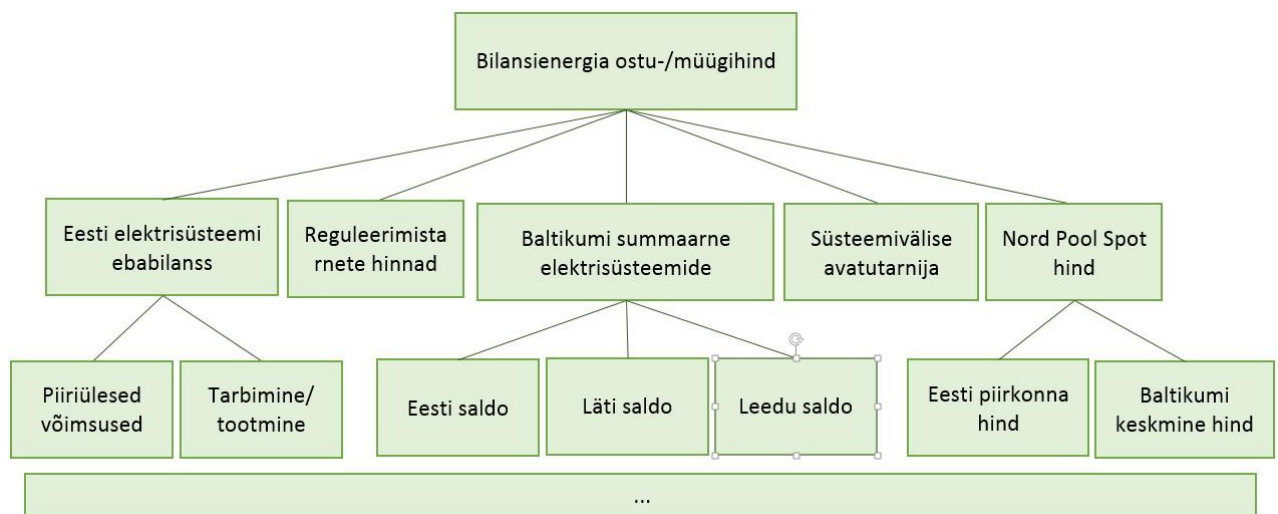 Bilansienergia ostu-/müügihind
Eesti elektrisüsteemi
ebabilanss
Reguleerimista
rnete hinnad
Baltikumi summaarne
elektrisüsteemide
Süsteemivälise
avatutarnija
Nord Pool Spot
hind
Piiriülesed
võimsused
Tarbimine/
tootmine
Eesti saldo
Läti saldo
Leedu saldo
Eesti piirkonna
hind
Baltikumi
keskmine hind
...